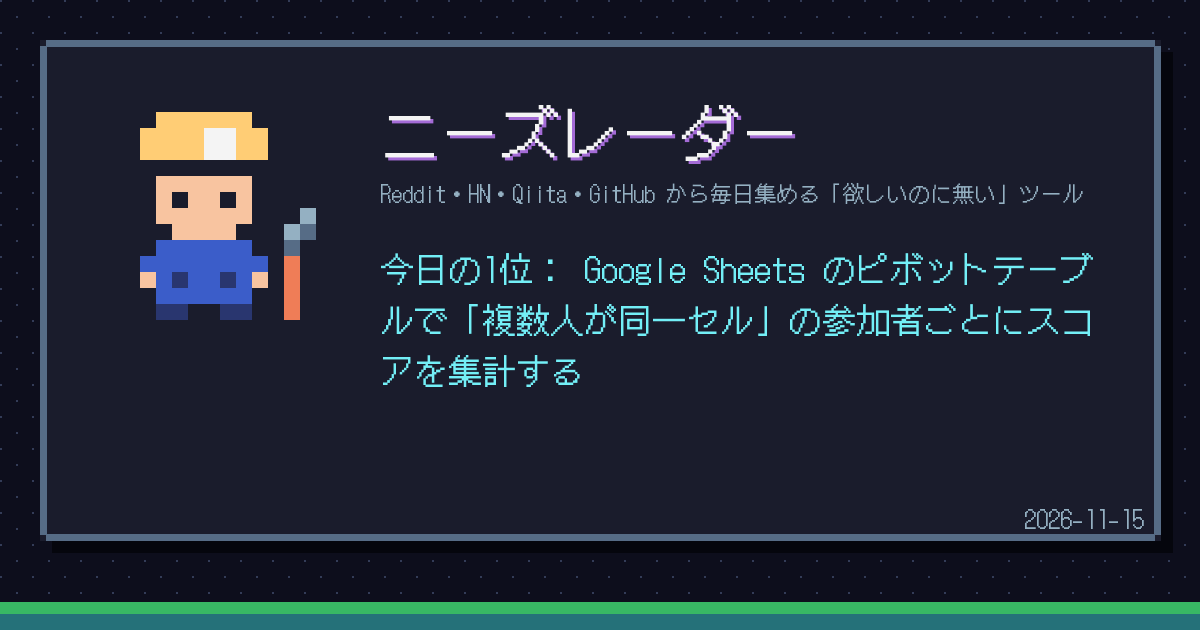 ニーズレーダー
Reddit・HN・Qiita・GitHub から毎日集める「欲しいのに無い」ツール
今日の1位： Google Sheets のピボットテーブ
ルで「複数人が同一セル」の参加者ごとにスコ
アを集計する
2026-11-15